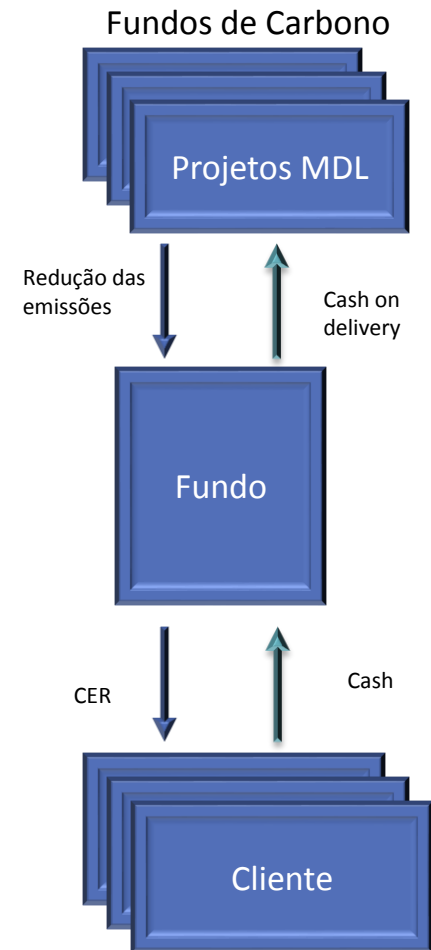 Fundos de Carbono
Projetos MDL
Redução das
emissões
Cash on
delivery
Fundo
CER
Cash
Cliente